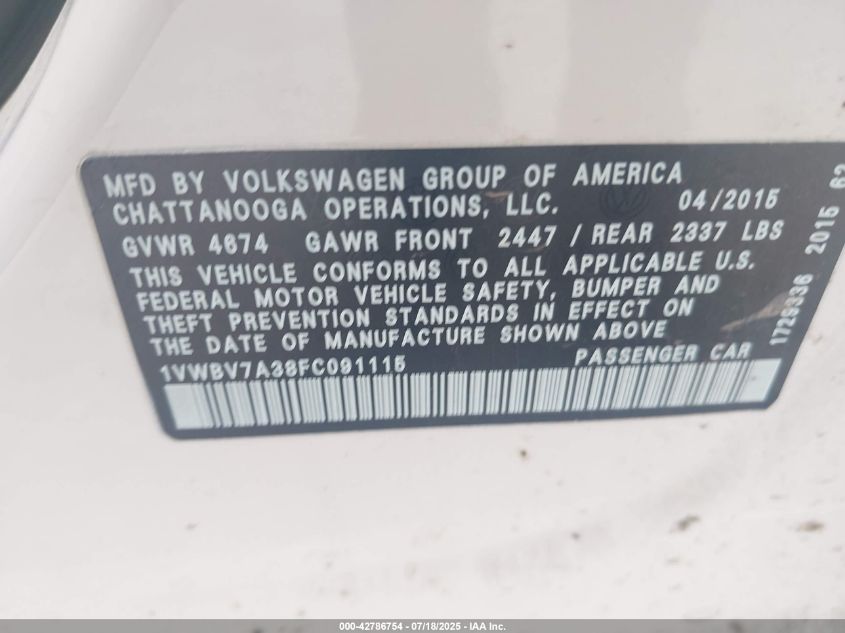 MFD BY VOLKSWAGEN GROUP OF AMERICA
CHATTANOOGA OPERATIONS, LLC. 04/2015
GVWR 4674 GAWR FRONT 2447 / REAR 2337 LBS
THIS VEHICLE CONFORMS TO ALL APPLICABLE U.S.
FEDERAL MOTOR VEHICLE SAFETY, BUMPER AND
THEFT PREVENTION STANDARDS IN EFFECT ON
THE DATE OF MANUFACTURE SHOWN ABOVE
1VWBV7A38FC091115 PASSENGER CAR
2015
000-42786754 - 07/18/2025 - IAA Inc.